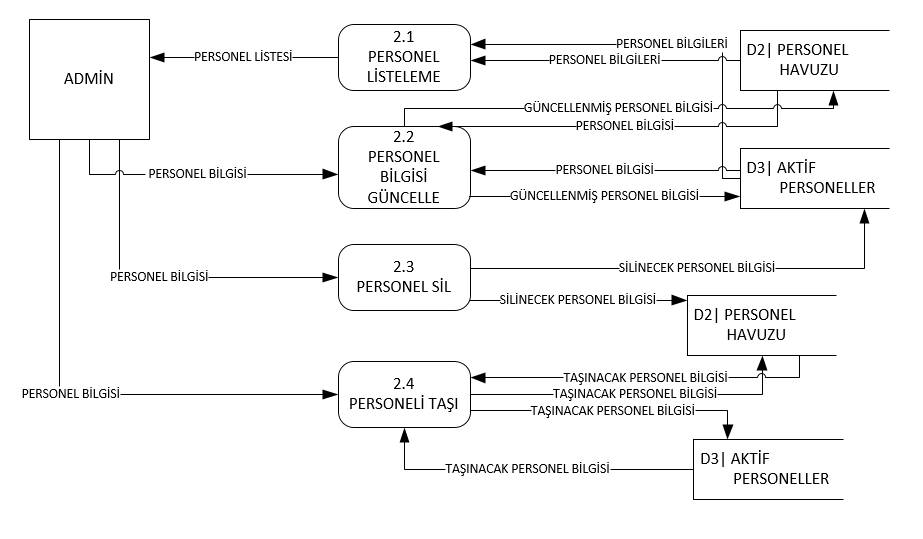 ADMİN
PERSONEL LİSTESİ
2.1
PERSONEL
LİSTELEME
PERSONEL BİLGİLERİ
PERSONEL BİLGİLERİ
D2| PERSONEL
HAVUZU
GÜNCELLENMİŞ PERSONEL BİLGİSİ
PERSONEL BİLGİSİ
PERSONEL BİLGİSİ
2.2
PERSONEL
BİLGİSİ
GÜNCELLE
PERSONEL BİLGİSİ
GÜNCELLENMİŞ PERSONEL BİLGİSİ
D3| AKTİF
PERSONELLER
PERSONEL BİLGİSİ
2.3
PERSONEL SİL
SİLİNECEK PERSONEL BİLGİSİ
SİLİNECEK PERSONEL BİLGİSİ
D2| PERSONEL
HAVUZU
PERSONEL BİLGİSİ
2.4
PERSONELİ TAŞI
TAŞINACAK PERSONEL BİLGİSİ
TAŞINACAK PERSONEL BİLGİSİ
TAŞINACAK PERSONEL BİLGİSİ
TAŞINACAK PERSONEL BİLGİSİ
D3| AKTİF
PERSONELLER